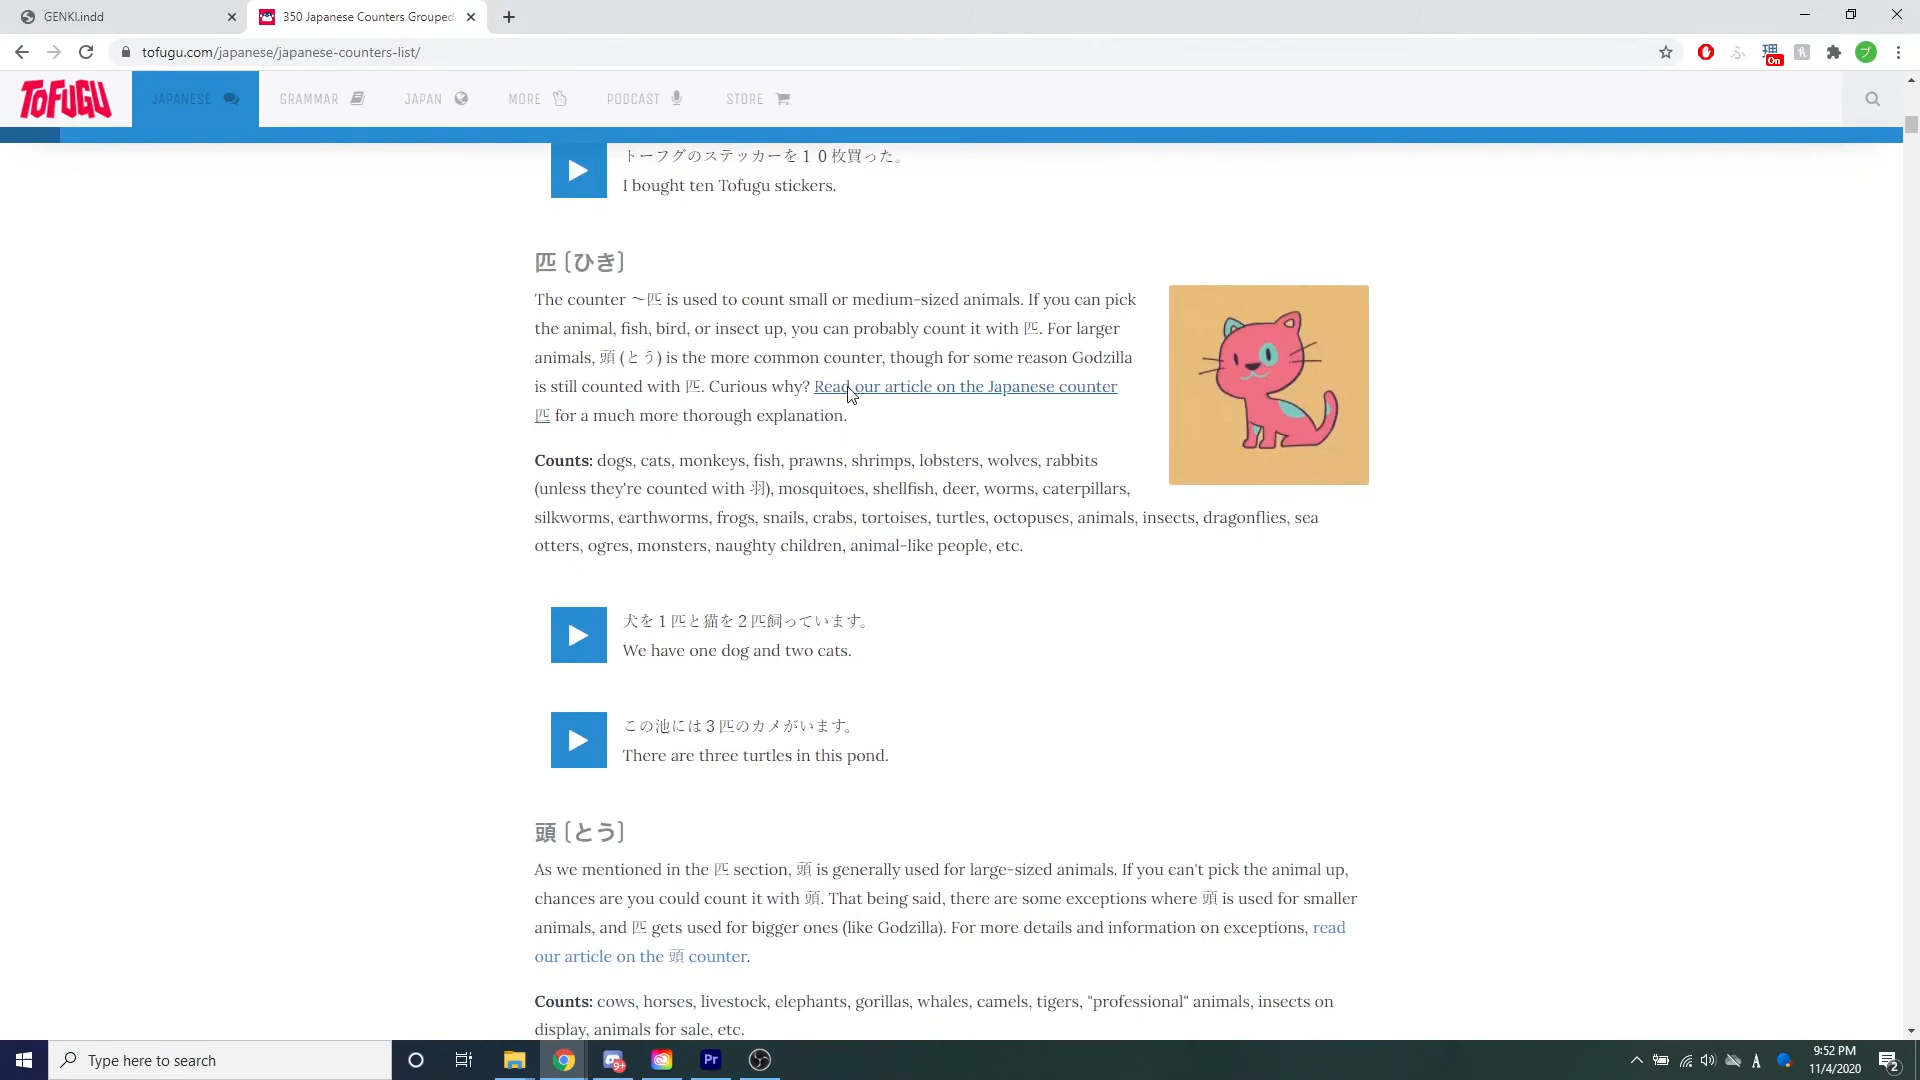 GENKI.indd
350 Japanese Counters Grouped
tofugu.com/japanese/japanese-counters-list/
On
ブ
TOFUGU
JAPANESE
GRAMMAR
JAPAN
MORE
PODCAST
STORE
トーフグのステッカーを１０枚買った。
I bought ten Tofugu stickers.
匹 [ひき]
The counter 〜匹 is used to count small or medium-sized animals. If you can pick
the animal, fish, bird, or insect up, you can probably count it with 匹. For larger
animals, 頭 (とう) is the more common counter, though for some reason Godzilla
is still counted with 匹. Curious why? Read our article on the Japanese counter
匹 for a much more thorough explanation.
Counts: dogs, cats, monkeys, fish, prawns, shrimps, lobsters, wolves, rabbits
(unless they're counted with 羽), mosquitoes, shellfish, deer, worms, caterpillars,
silkworms, earthworms, frogs, snails, crabs, tortoises, turtles, octopuses, animals, insects, dragonflies, sea
otters, ogres, monsters, naughty children, animal-like people, etc.
犬を１匹と猫を２匹飼っています。
We have one dog and two cats.
この池には３匹のカメがいます。
There are three turtles in this pond.
頭 [とう]
As we mentioned in the 匹 section, 頭 is generally used for large-sized animals. If you can't pick the animal up,
chances are you could count it with 頭. That being said, there are some exceptions where 頭 is used for smaller
animals, and 匹 gets used for bigger ones (like Godzilla). For more details and information on exceptions, read
our article on the 頭 counter.
Counts: cows, horses, livestock, elephants, gorillas, whales, camels, tigers, "professional" animals, insects on
display, animals for sale, etc.
Type here to search
9+
Pr
A
9:52 PM
11/4/2020
2